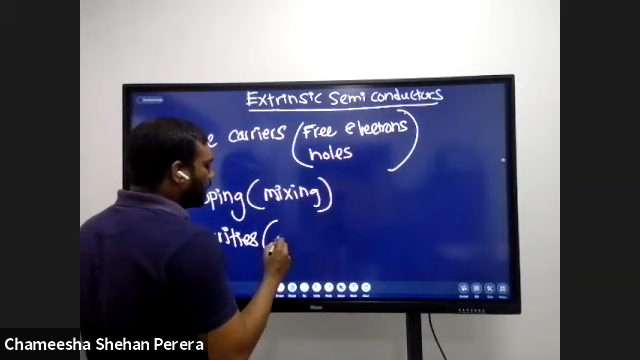 Extrinsic Semi conductors
e carriers (Free electrons
holes)
ping (mixing)
rities (
Chameesha Shehan Perera